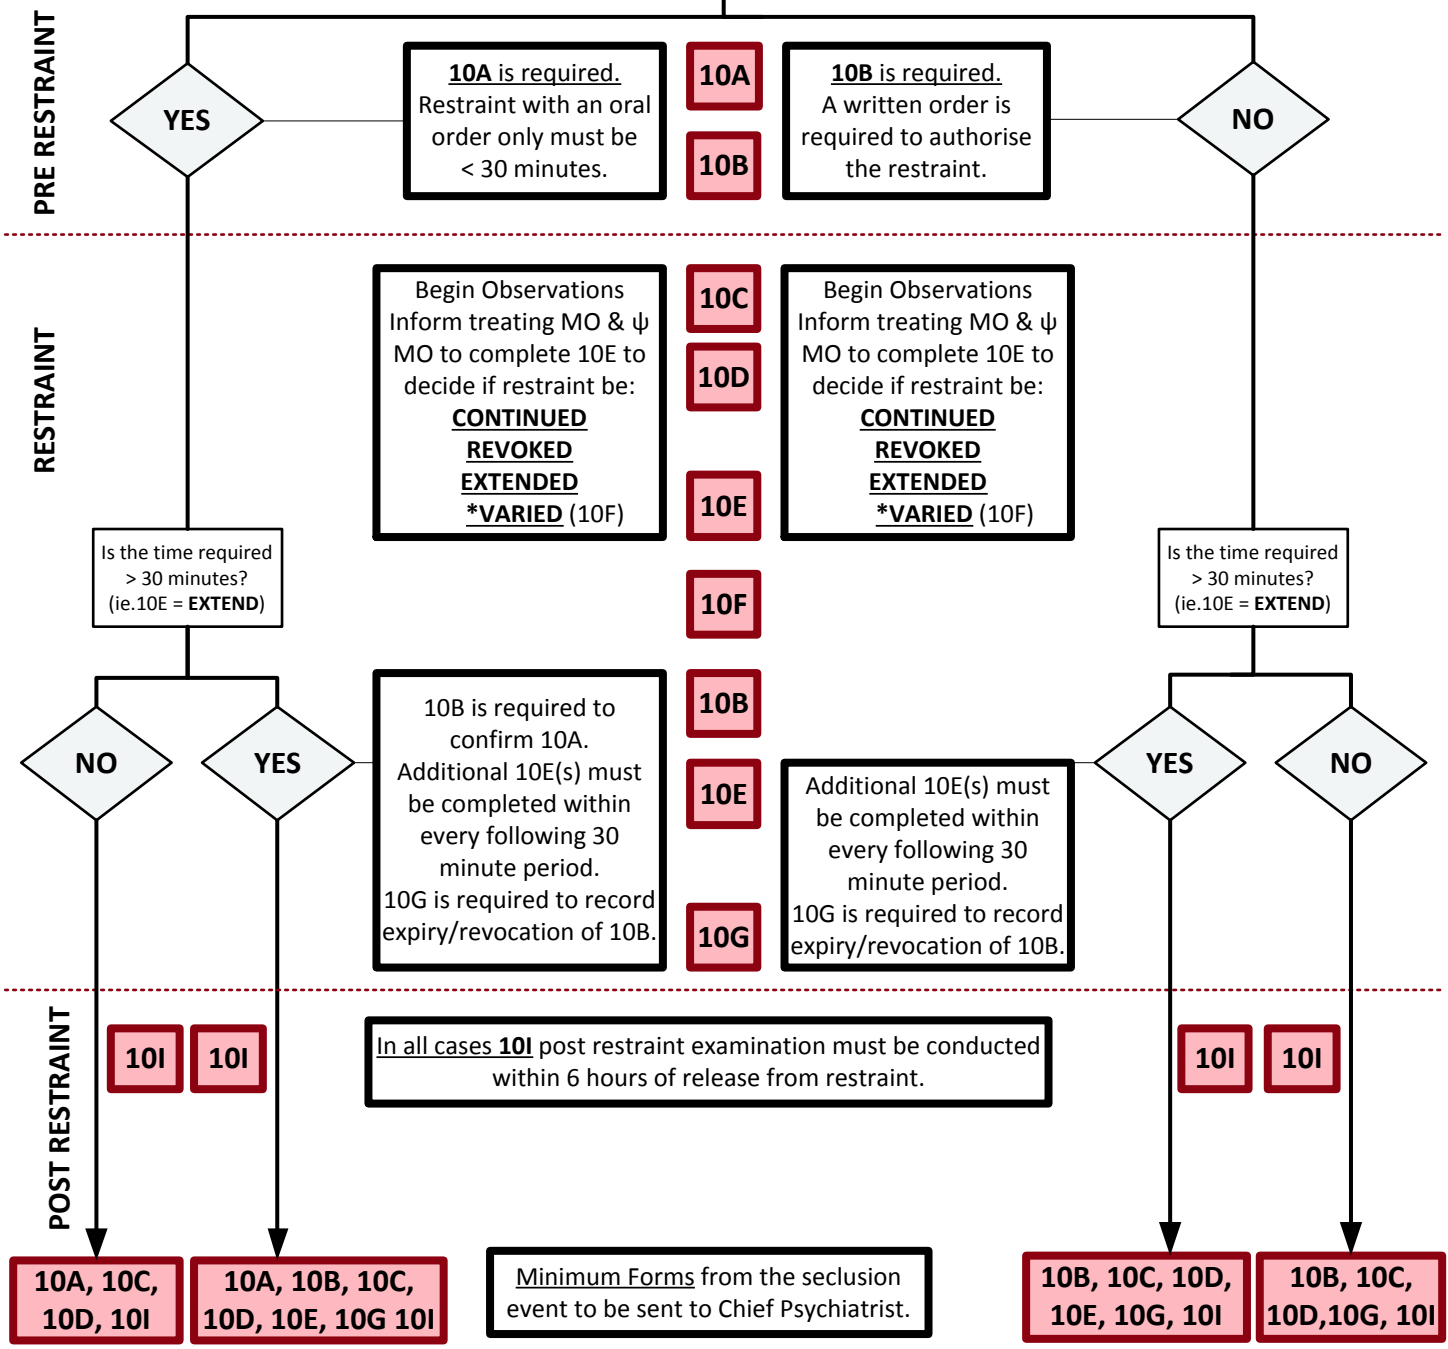 PRE RESTRAINT
YES
10A is required.
Restraint with an oral
order only must be
< 30 minutes.
10A
10B
10B is required.
A written order is
required to authorise
the restraint.
NO
RESTRAINT
Begin Observations
Inform treating MO & ψ
MO to complete 10E to
decide if restraint be:
CONTINUED
REVOKED
EXTENDED
*VARIED (10F)
10C
10D
10E
Begin Observations
Inform treating MO & ψ
MO to complete 10E to
decide if restraint be:
CONTINUED
REVOKED
EXTENDED
*VARIED (10F)
Is the time required
> 30 minutes?
(ie.10E = EXTEND)
10F
Is the time required
> 30 minutes?
(ie.10E = EXTEND)
NO
YES
10B is required to
confirm 10A.
Additional 10E(s) must
be completed within
every following 30
minute period.
10G is required to record
expiry/revocation of 10B.
10B
10E
10G
Additional 10E(s) must
be completed within
every following 30
minute period.
10G is required to record
expiry/revocation of 10B.
YES
NO
POST RESTRAINT
10I
10I
In all cases 10I post restraint examination must be conducted
within 6 hours of release from restraint.
10I
10I
10A, 10C,
10D, 10I
10A, 10B, 10C,
10D, 10E, 10G 10I
Minimum Forms from the seclusion
event to be sent to Chief Psychiatrist.
10B, 10C, 10D,
10E, 10G, 10I
10B, 10C,
10D,10G, 10I